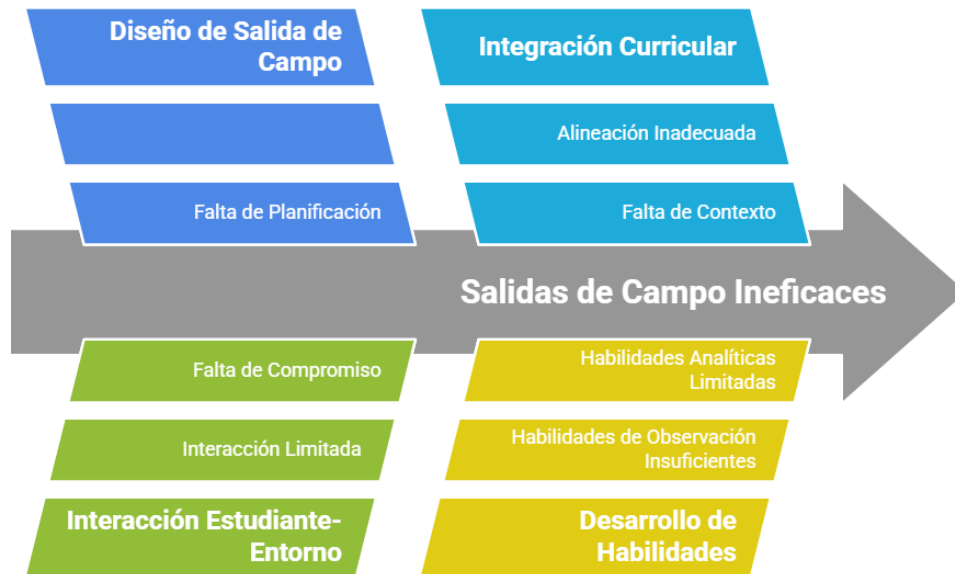 Diseño de Salida de
Campo
Integración Curricular
Alineación Inadecuada
Falta de Planificación
Falta de Contexto
Salidas de Campo Ineficaces
Falta de Compromiso
Habilidades Analíticas
Limitadas
Interacción Limitada
Habilidades de Observación
Insuficientes
Interacción Estudiante-
Entorno
Desarrollo de
Habilidades